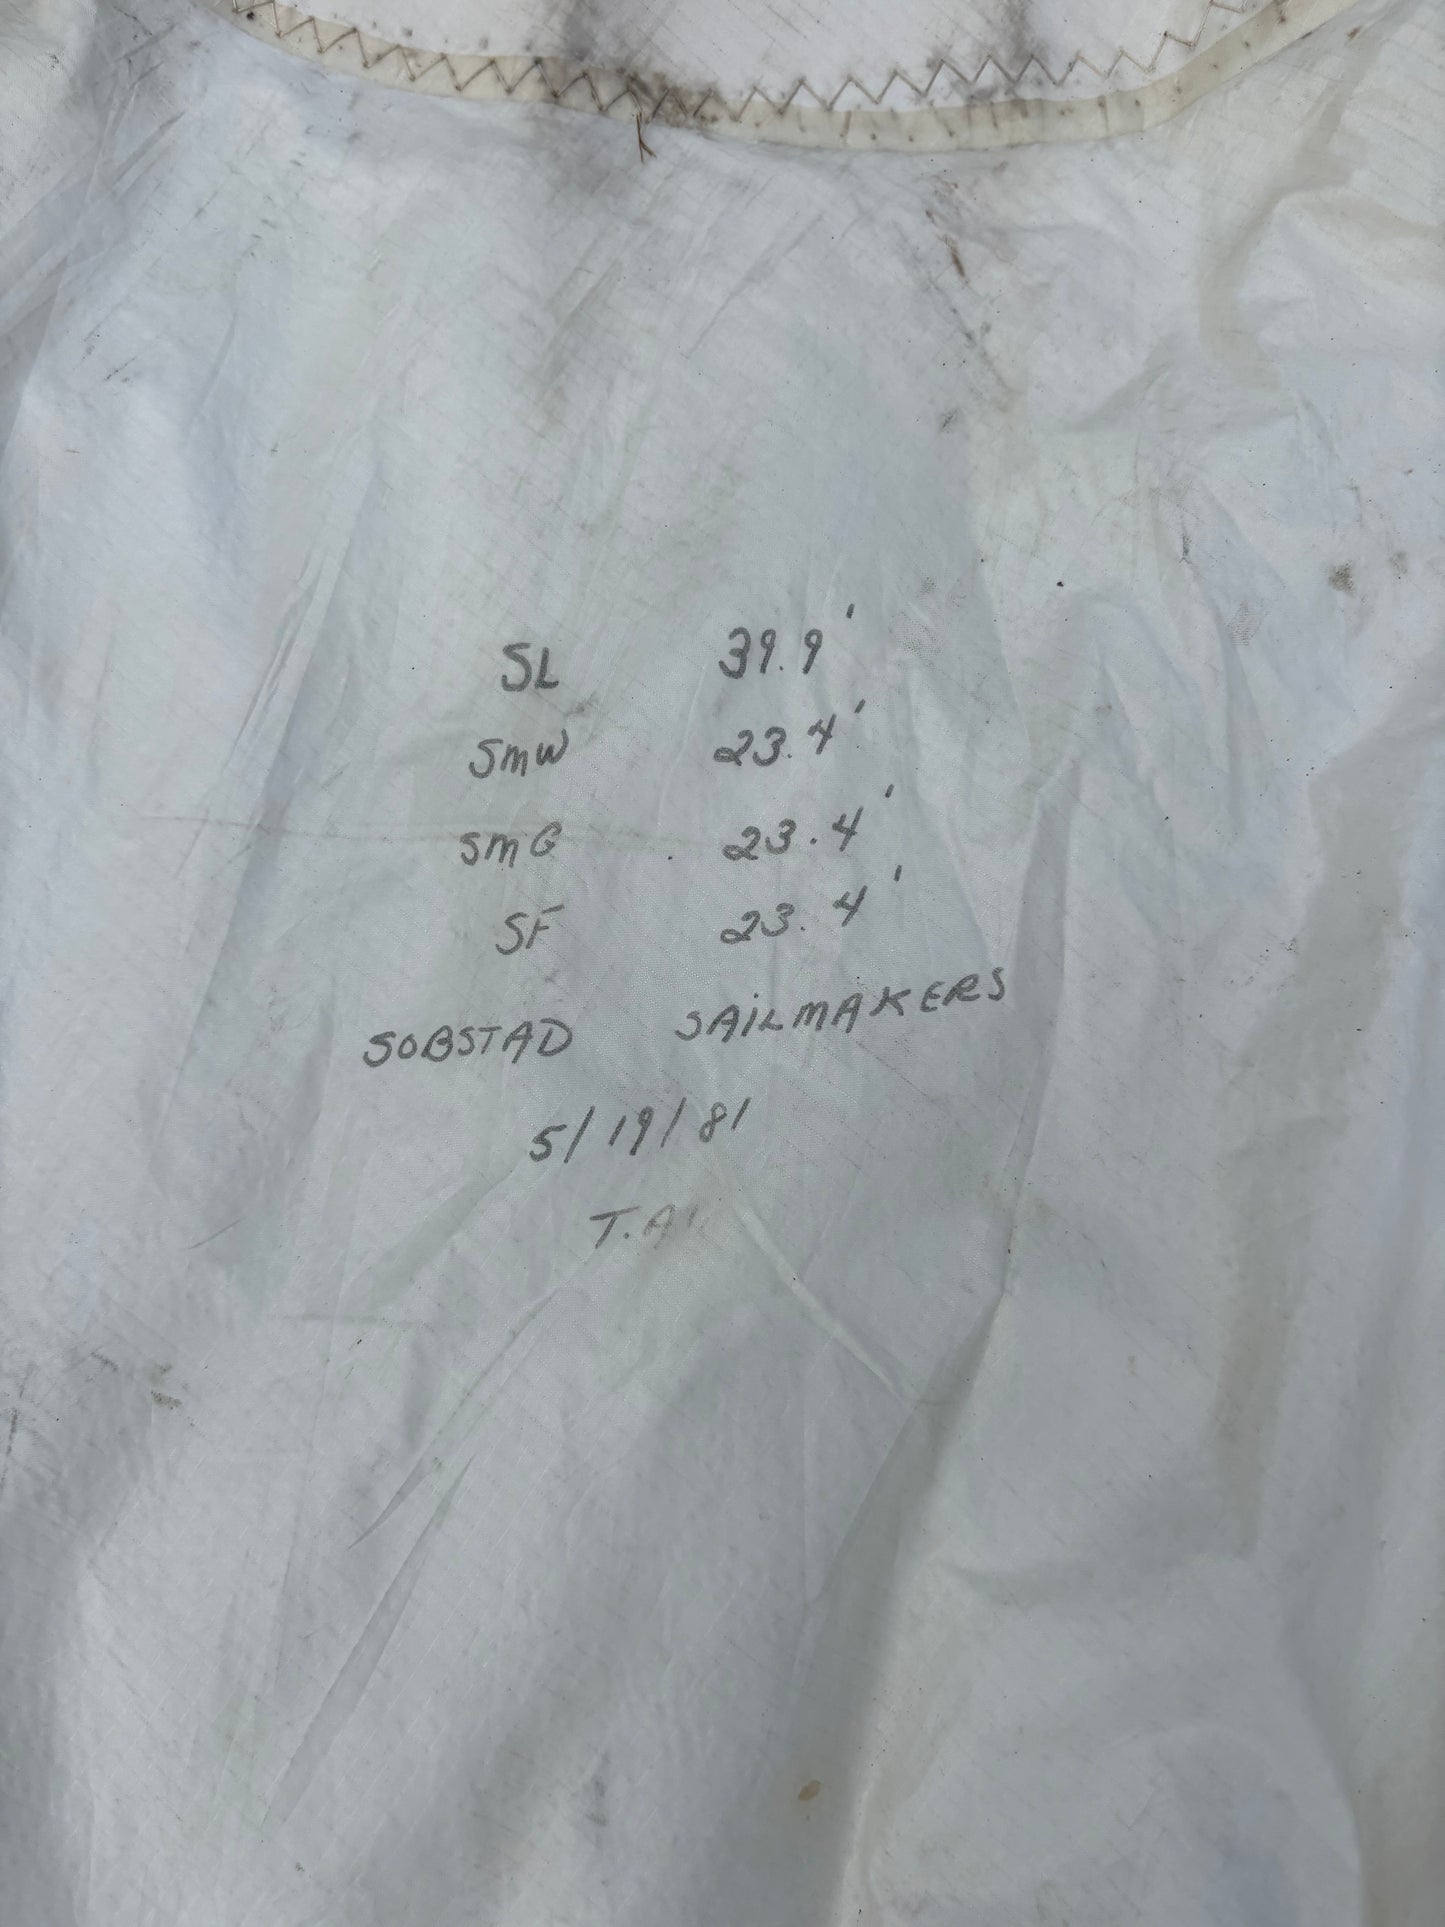 SL 39.9'
SMW 23.4'
SMG 23.4'
SF 23.4'
SOBSTAD SAILMAKERS
5/19/81